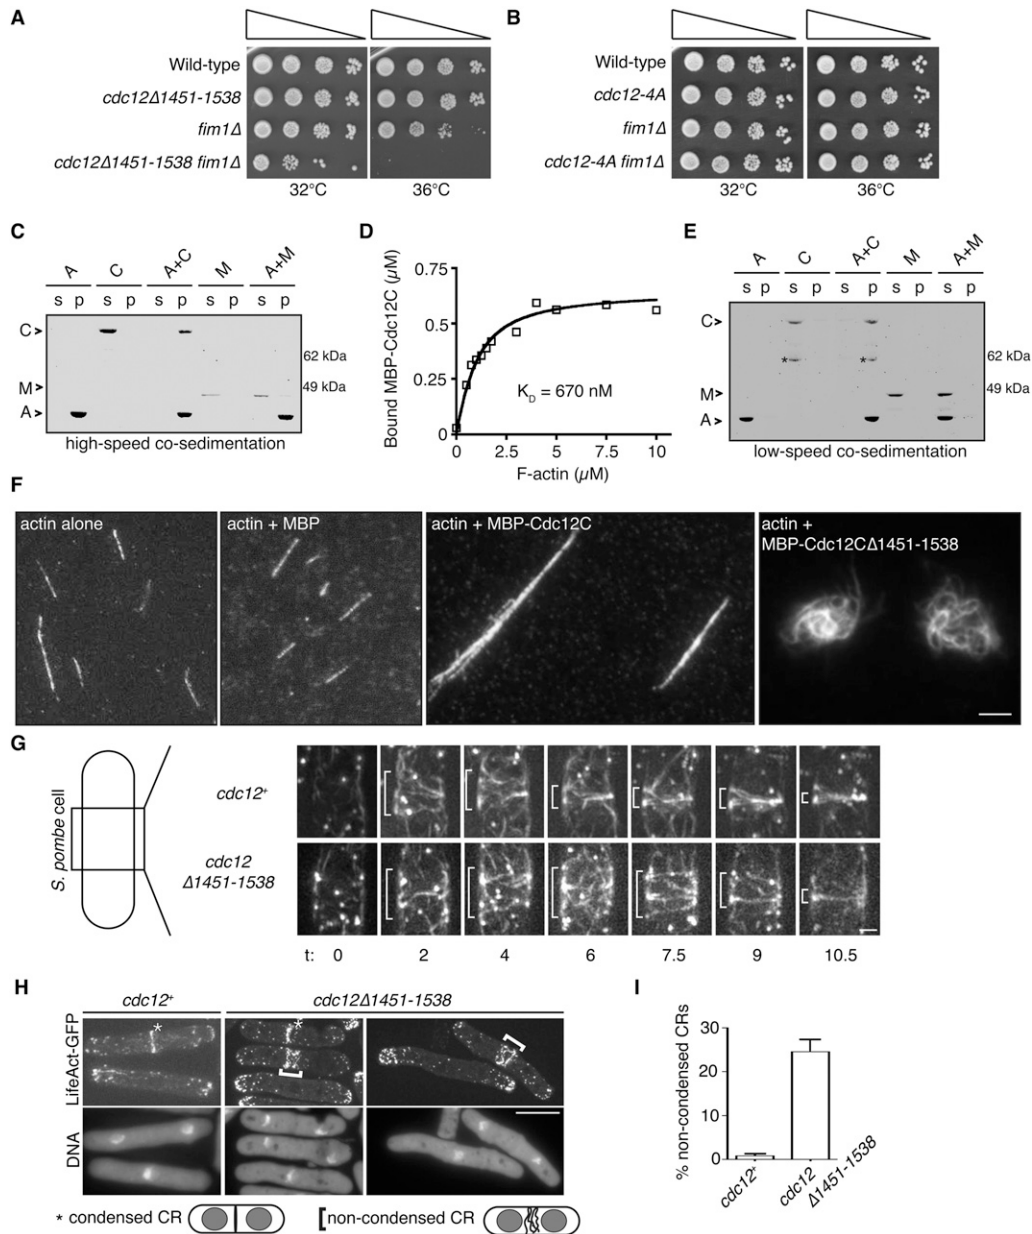 A
Wild-type
cdc12Δ1451-1538
fim1Δ
cdc12Δ1451-1538 fim1Δ
32°C 36°C
B
Wild-type
cdc12-4A
fim1Δ
cdc12-4A fim1Δ
32°C 36°C
C
A C A+C M A+M
s p s p s p s p s p
C
62 kDa
M 49 kDa
A
high-speed co-sedimentation
D
Bound MBP-Cdc12C (µM)
0.75
0.5
0.25
0
K_D = 670 nM
0 2.5 5 7.5 10
F-actin (µM)
E
A C A+C M A+M
s p s p s p s p s p
C
* * 62 kDa
M 49 kDa
A
low-speed co-sedimentation
F
actin alone
actin + MBP
actin + MBP-Cdc12C
actin +
MBP-Cdc12CΔ1451-1538
G
S. pombe cell
cdc12⁺
cdc12
Δ1451-1538
t: 0 2 4 6 7.5 9 10.5
H
cdc12⁺ cdc12Δ1451-1538
LifeAct-GFP
* *
DNA
* condensed CR
[ non-condensed CR
I
% non-condensed CRs
30
20
10
0
cdc12⁺
cdc12
Δ1451-1538